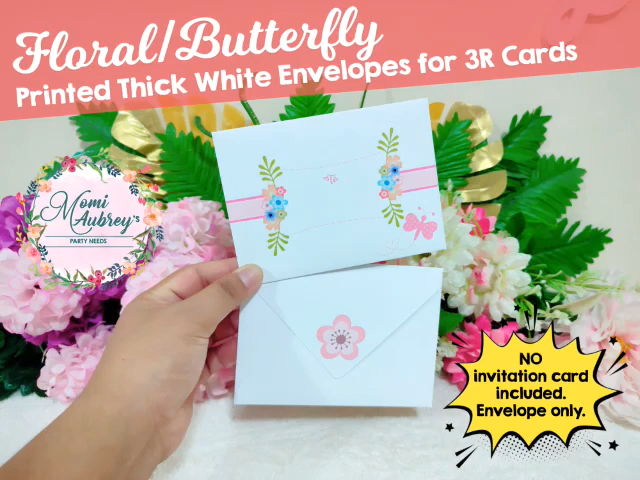 Floral/Butterfly
Printed Thick White Envelopes for 3R Cards
Momi
Aubrey's
PARTY NEEDS
To:
NO
invitation card
included.
Envelope only.